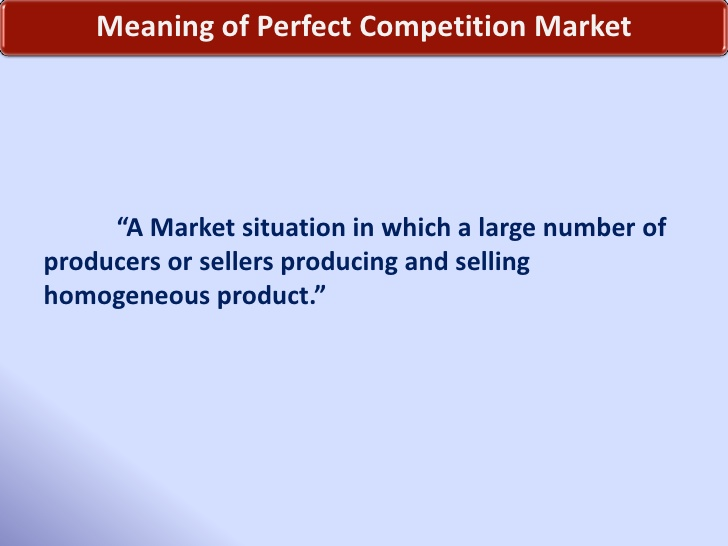 Meaning of Perfect Competition Market
“A Market situation in which a large number of
producers or sellers producing and selling
homogeneous product.”